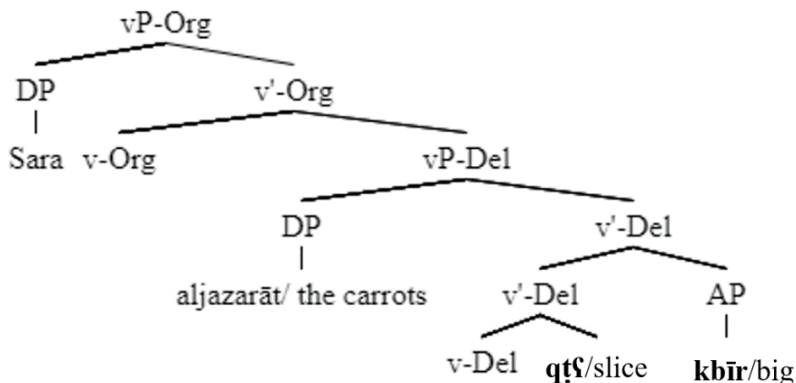 vP-Org
DP v'-Org
Sara v-Org vP-Del
DP v'-Del
aljazarāt/ the carrots v'-Del AP
v-Del qṭʕ/slice kbīr/big